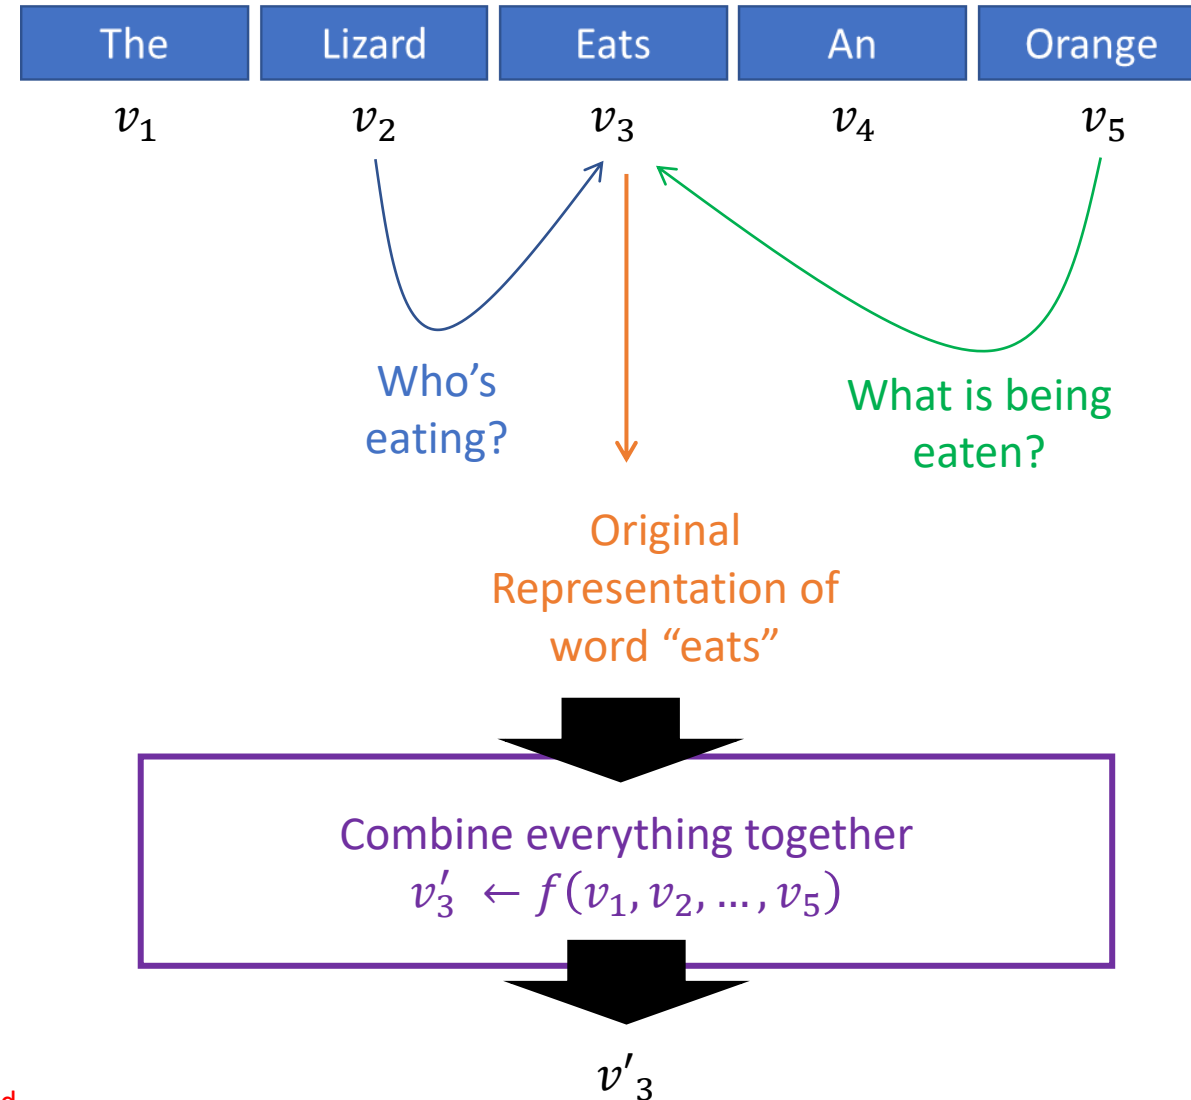 The Lizard Eats An Orange
v₁ v₂ v₃ v₄ v₅
Who's
eating?
What is being
eaten?
Original
Representation of
word “eats”
Combine everything together
v₃′ ← f(v₁, v₂, …, v₅)
v′₃